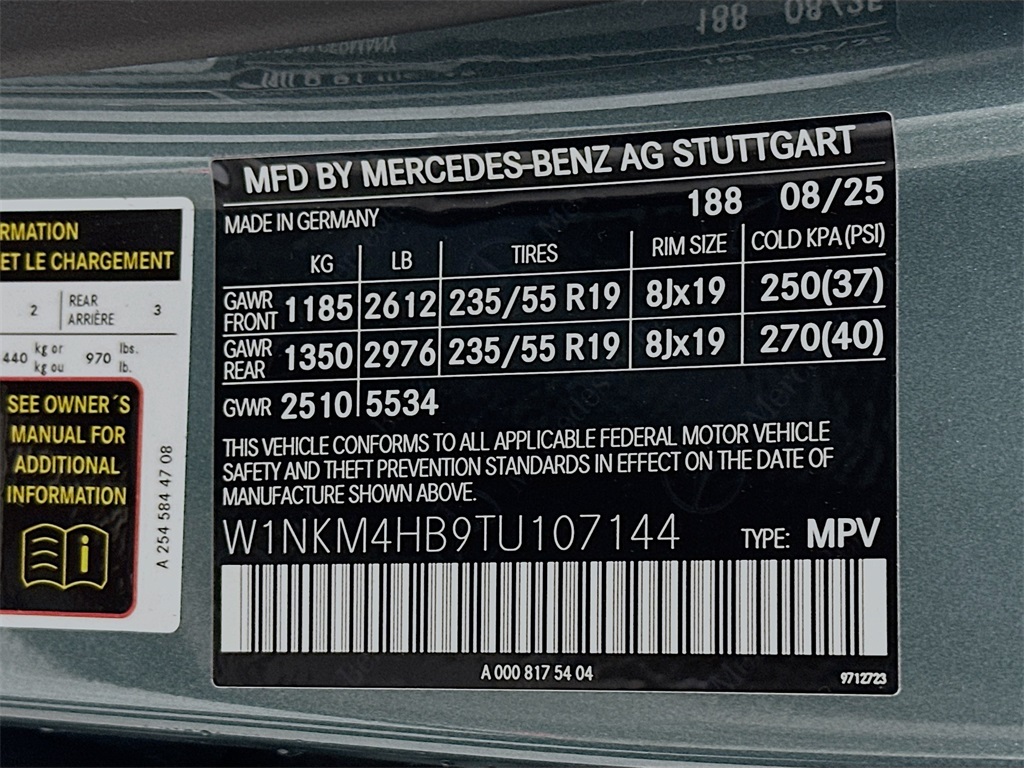 MFD BY MERCEDES-BENZ AG STUTTGART
188 08/25
MADE IN GERMANY
KG LB TIRES RIM SIZE COLD KPA (PSI)
GAWR FRONT 1185 2612 235/55 R19 8Jx19 250(37)
GAWR REAR 1350 2976 235/55 R19 8Jx19 270(40)
GVWR 2510 5534
THIS VEHICLE CONFORMS TO ALL APPLICABLE FEDERAL MOTOR VEHICLE
SAFETY AND THEFT PREVENTION STANDARDS IN EFFECT ON THE DATE OF
MANUFACTURE SHOWN ABOVE.
W1NKM4HB9TU107144 TYPE: MPV
A 000 817 54 04
9712723
RMATION
ET LE CHARGEMENT
2 REAR ARRIÈRE 3
440 kg or kg ou 970 lbs. lb.
SEE OWNER´S
MANUAL FOR
ADDITIONAL
INFORMATION
i
A 254 584 47 08